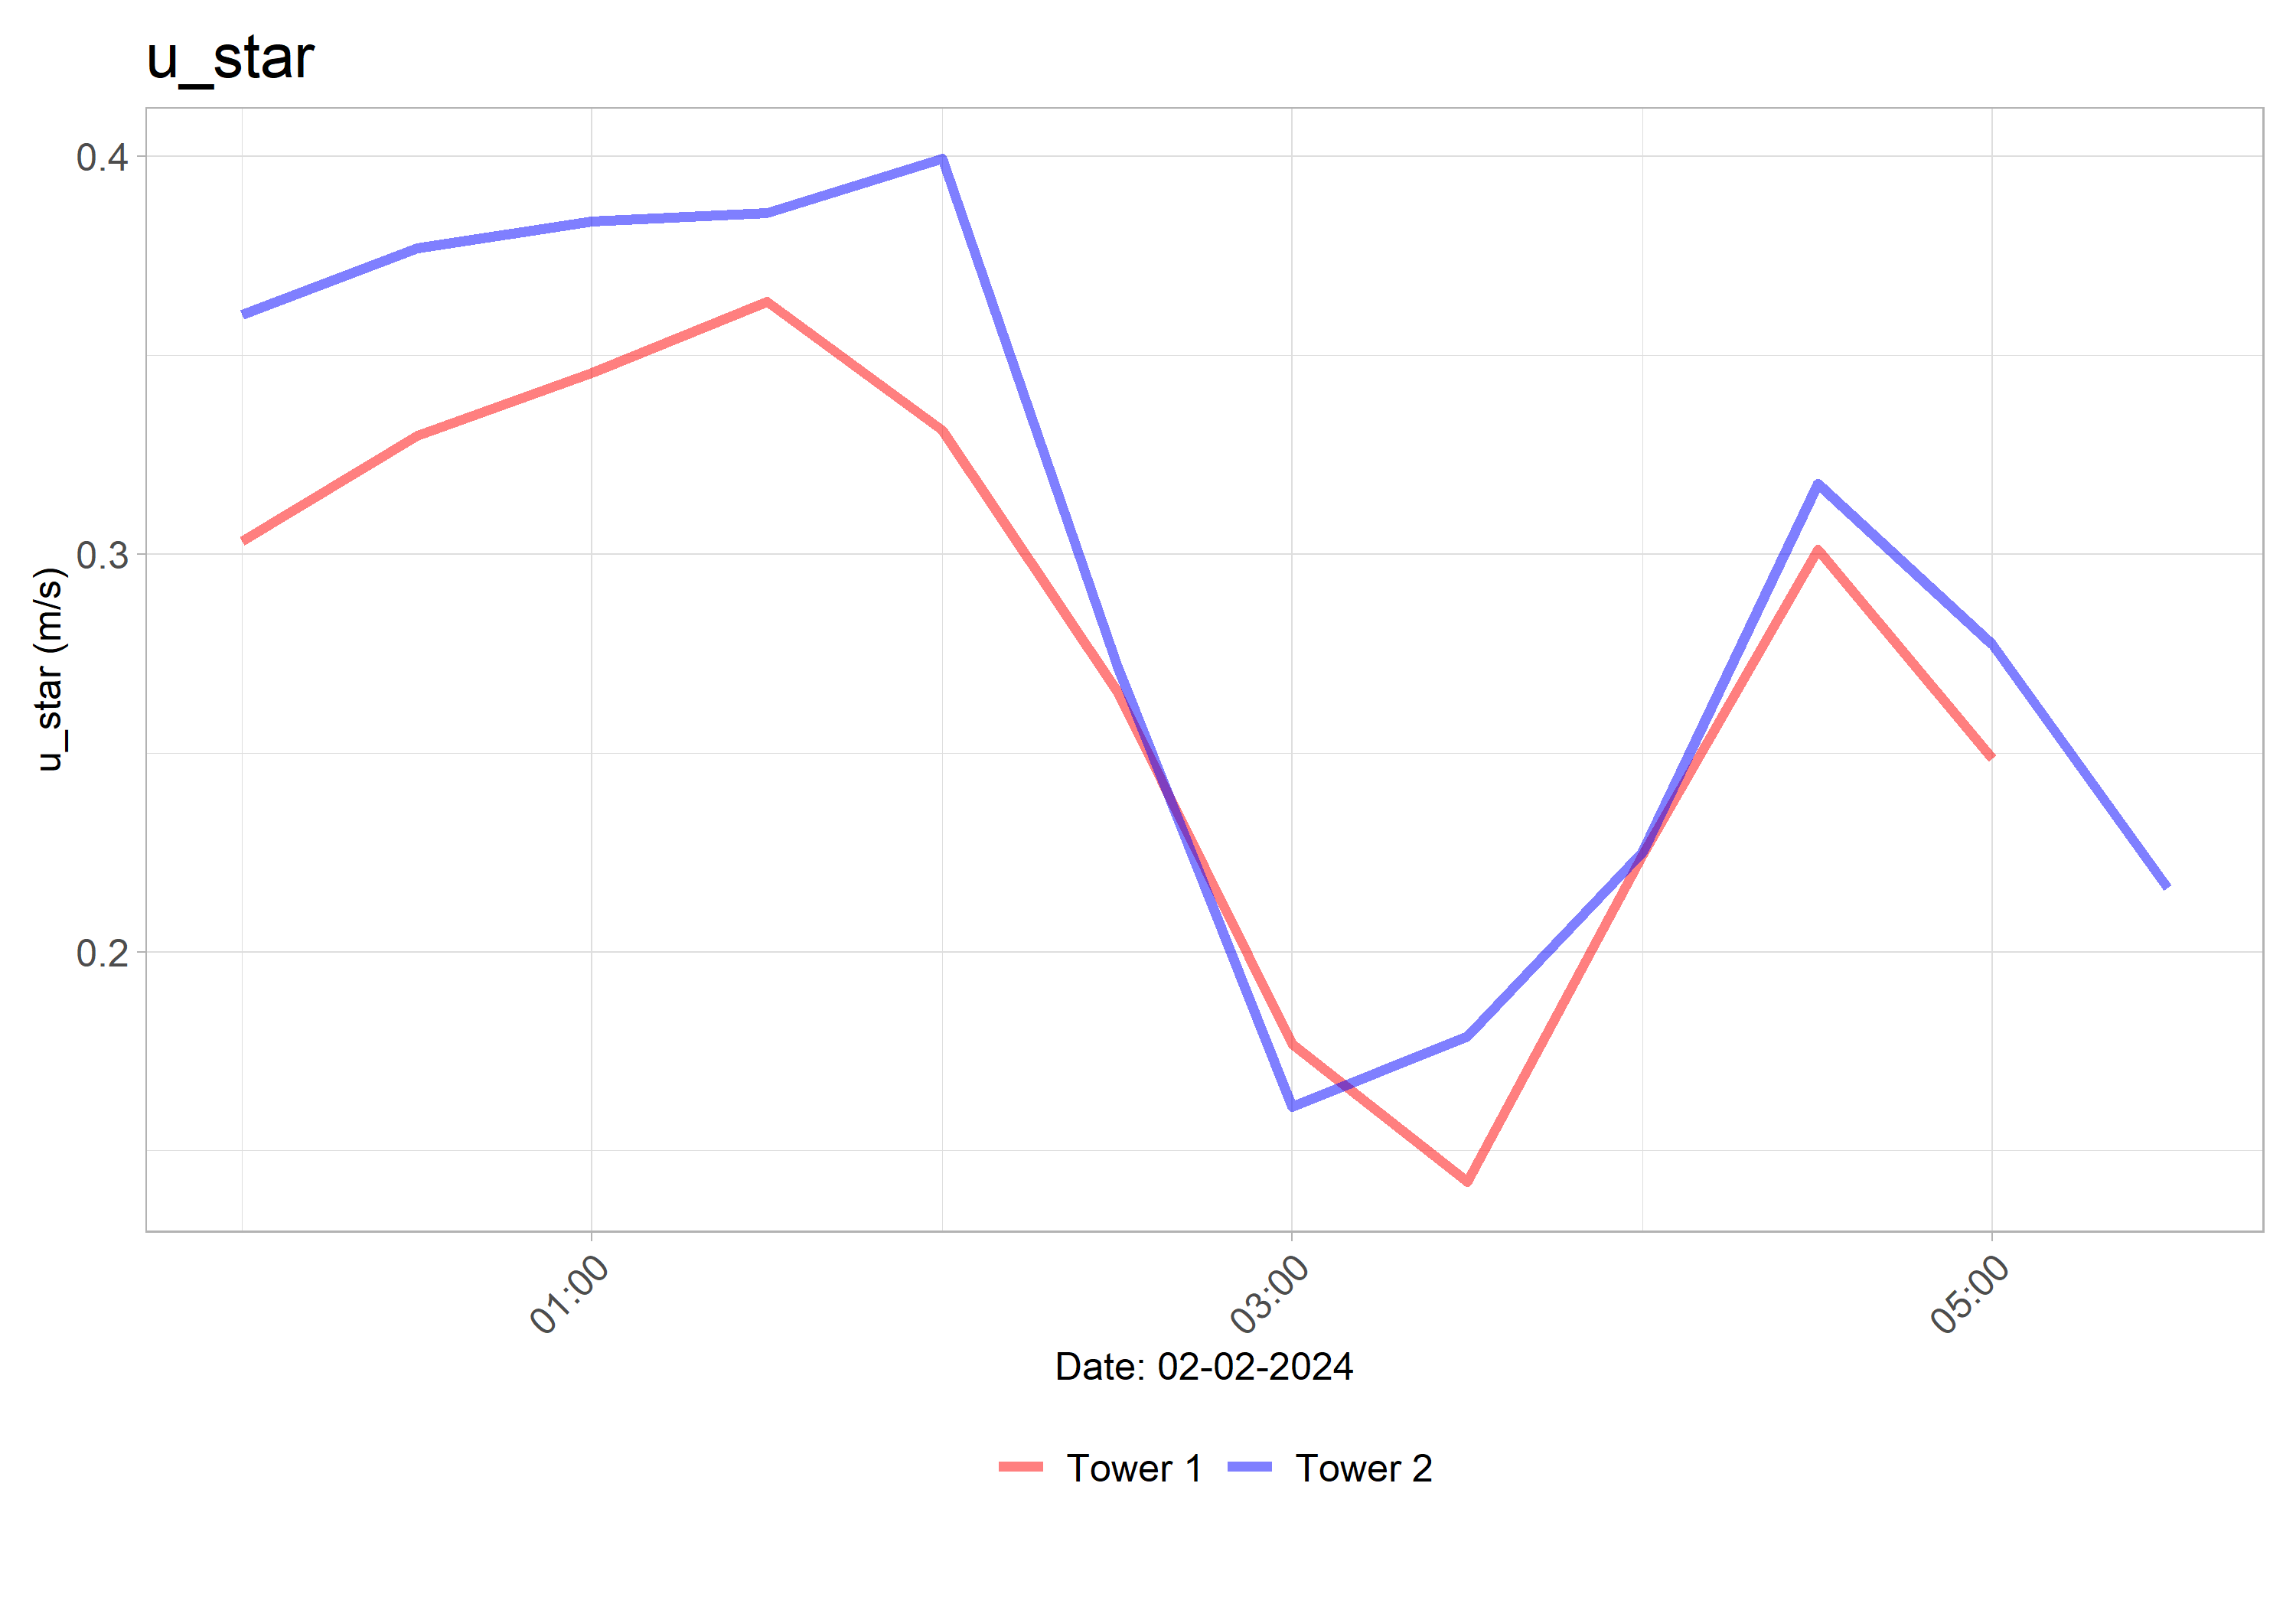 u_star
0.4
0.3
0.2
u_star (m/s)
01:00
03:00
05:00
Date: 02-02-2024
Tower 1
Tower 2